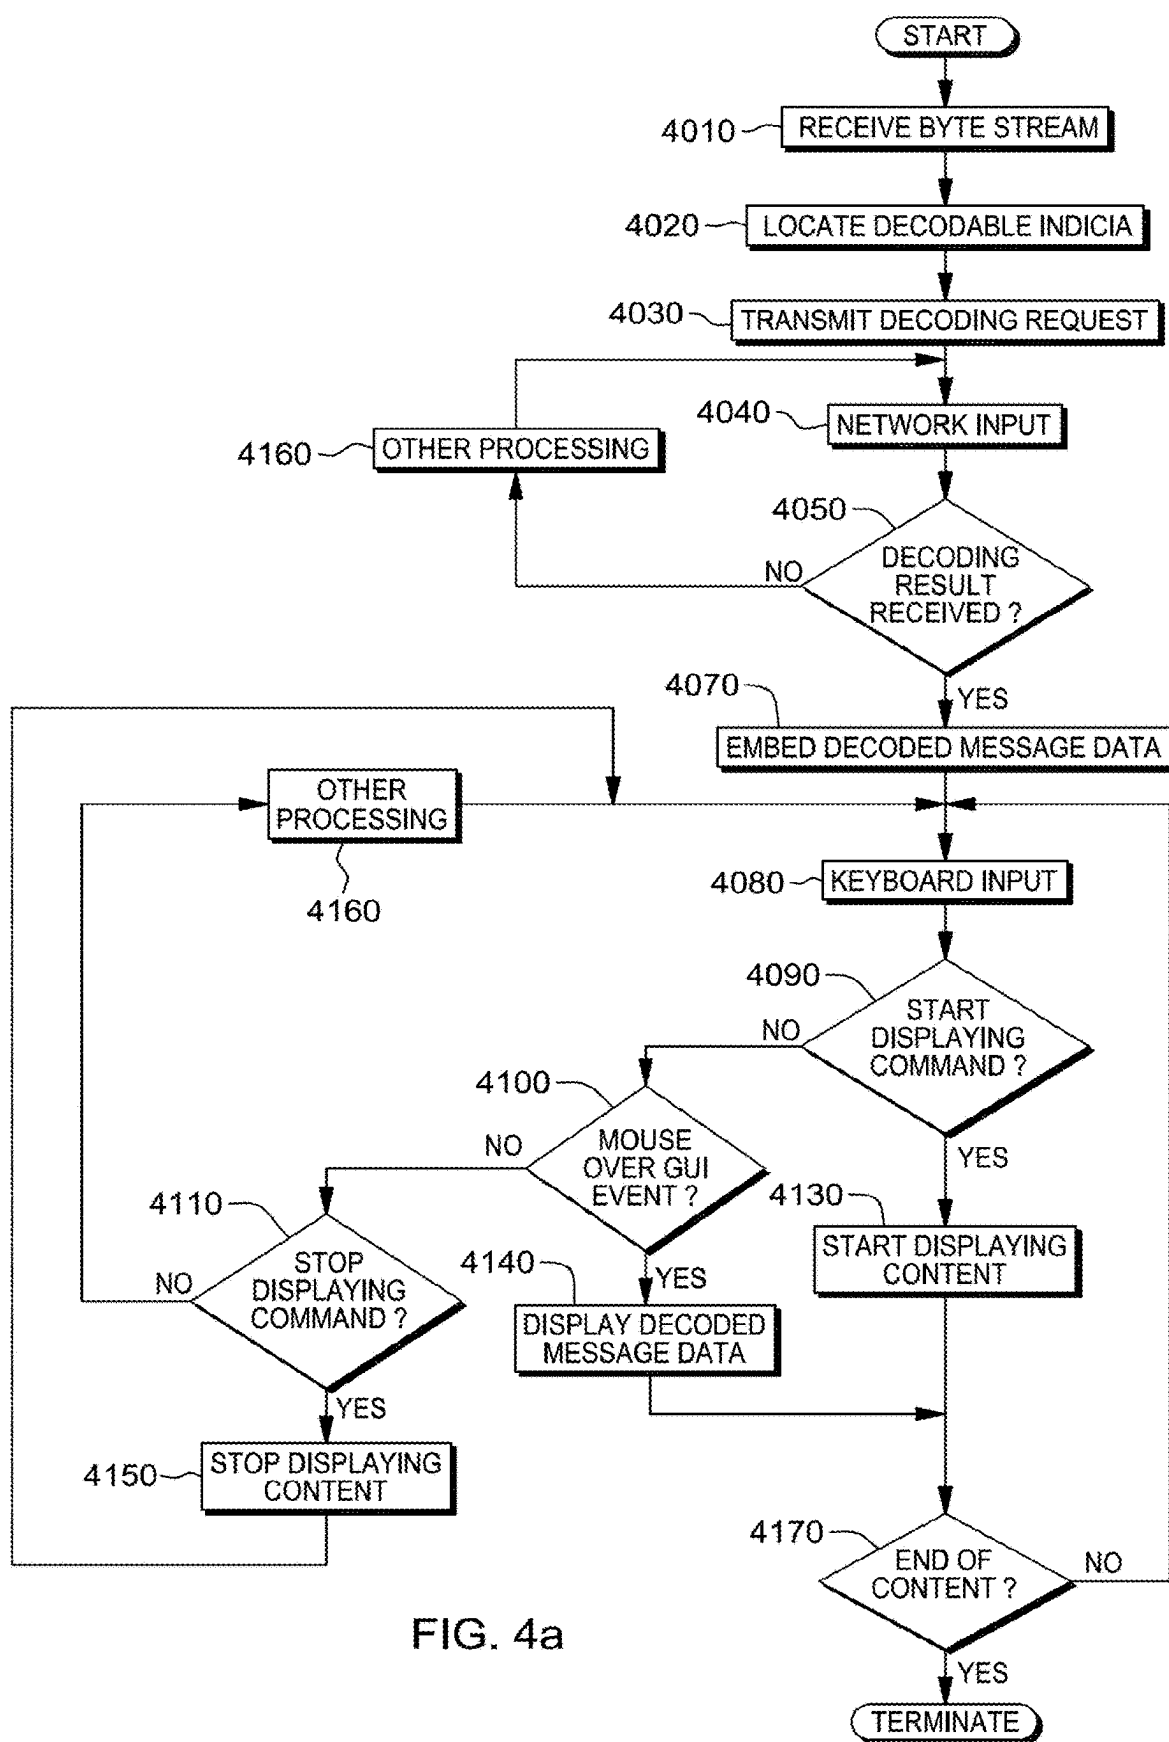 START
4010
RECEIVE BYTE STREAM
4020
LOCATE DECODABLE INDICIA
4030
TRANSMIT DECODING REQUEST
4040
NETWORK INPUT
4160
OTHER PROCESSING
4050
DECODING
RESULT
RECEIVED ?
NO
YES
4070
EMBED DECODED MESSAGE DATA
OTHER
PROCESSING
4160
4080
KEYBOARD INPUT
4090
START
DISPLAYING
COMMAND ?
NO
YES
4100
MOUSE
OVER GUI
EVENT ?
NO
YES
4110
STOP
DISPLAYING
COMMAND ?
NO
YES
4130
START DISPLAYING
CONTENT
4140
DISPLAY DECODED
MESSAGE DATA
4150
STOP DISPLAYING
CONTENT
4170
END OF
CONTENT ?
NO
YES
TERMINATE
FIG. 4a